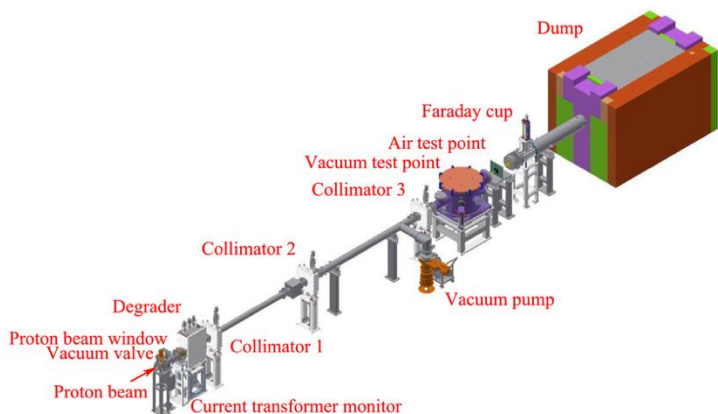 Dump
Faraday cup
Air test point
Vacuum test point
Collimator 3
Collimator 2
Vacuum pump
Degrader
Proton beam window
Vacuum valve
Collimator 1
Proton beam
Current transformer monitor